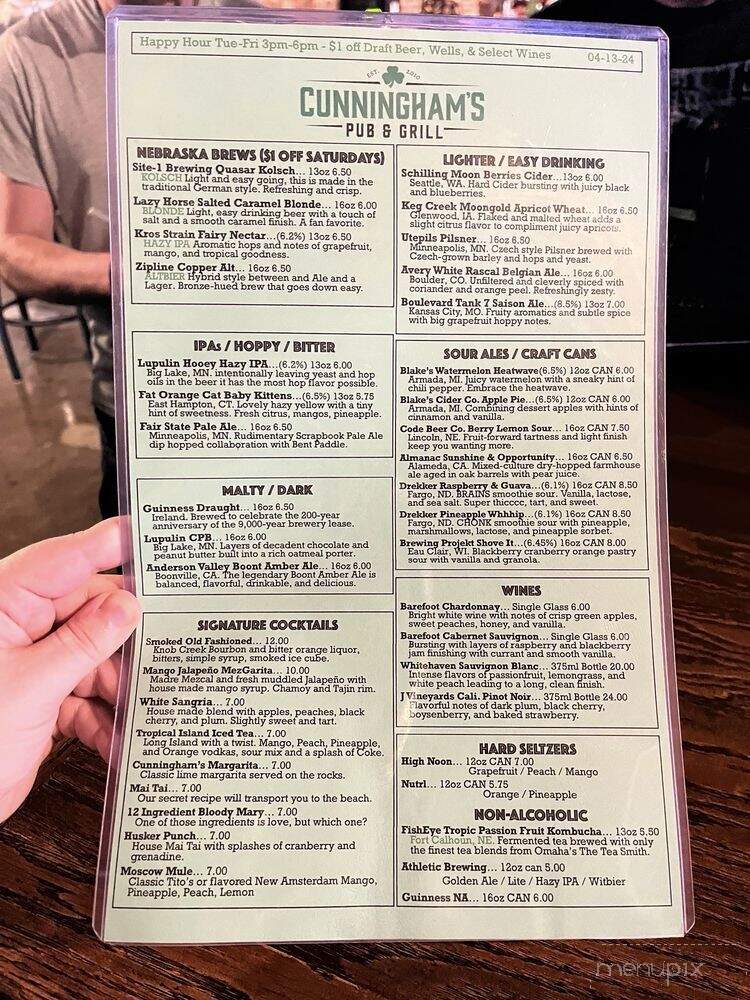 Happy Hour Tue-Fri 3pm-6pm - $1 off Draft Beer, Wells, & Select Wines
04-13-24
EST. 2010
CUNNINGHAM'S
PUB & GRILL
NEBRASKA BREWS ($1 OFF SATURDAYS)
Site-1 Brewing Quasar Kolsch... 13oz 6.50
KOLSCH Light and easy going, this is made in the
traditional German style. Refreshing and crisp.
Lazy Horse Salted Caramel Blonde... 16oz 6.00
BLONDE Light, easy drinking beer with a touch of
salt and a smooth caramel finish. A fan favorite.
Kros Strain Fairy Nectar...(6.2%) 13oz 6.50
HAZY IPA Aromatic hops and notes of grapefruit,
mango, and tropical goodness.
Zipline Copper Alt... 16oz 6.50
ALTBIER Hybrid style between and Ale and a
Lager. Bronze-hued brew that goes down easy.
IPAs / HOPPY / BITTER
Lupulin Hooey Hazy IPA...(6.2%) 13oz 6.00
Big Lake, MN. intentionally leaving yeast and hop
oils in the beer it has the most hop flavor possible.
Fat Orange Cat Baby Kittens...(6.5%) 13oz 5.75
East Hampton, CT. Lovely hazy yellow with a tiny
hint of sweetness. Fresh citrus, mangos, pineapple.
Fair State Pale Ale... 16oz 6.50
Minneapolis, MN. Rudimentary Scrapbook Pale Ale
dip hopped collaboration with Bent Paddle.
MALTY / DARK
Guinness Draught... 16oz 6.50
Ireland. Brewed to celebrate the 200-year
anniversary of the 9,000-year brewery lease.
Lupulin CPB... 16oz 6.00
Big Lake, MN. Layers of decadent chocolate and
peanut butter built into a rich oatmeal porter.
Anderson Valley Boont Amber Ale... 16oz 6.00
Boonville, CA. The legendary Boont Amber Ale is
balanced, flavorful, drinkable, and delicious.
SIGNATURE COCKTAILS
Smoked Old Fashioned... 12.00
Knob Creek Bourbon and bitter orange liquor,
bitters, simple syrup, smoked ice cube.
Mango Jalapeño MezGarita... 10.00
Madre Mezcal and fresh muddled Jalapeño with
house made mango syrup. Chamoy and Tajin rim.
White Sangria... 7.00
House made blend with apples, peaches, black
cherry, and plum. Slightly sweet and tart.
Tropical Island Iced Tea... 7.00
Long Island with a twist. Mango, Peach, Pineapple,
and Orange vodkas, sour mix and a splash of Coke.
Cunningham's Margarita... 7.00
Classic lime margarita served on the rocks.
Mai Tai... 7.00
Our secret recipe will transport you to the beach.
12 Ingredient Bloody Mary... 7.00
One of those ingredients is love, but which one?
Husker Punch... 7.00
House Mai Tai with splashes of cranberry and
grenadine.
Moscow Mule... 7.00
Classic Tito's or flavored New Amsterdam Mango,
Pineapple, Peach, Lemon
LIGHTER / EASY DRINKING
Schilling Moon Berries Cider...13oz 6.00
Seattle, WA. Hard Cider bursting with juicy black
and blueberries.
Keg Creek Moongold Apricot Wheat... 16oz 6.50
Glenwood, IA. Flaked and malted wheat adds a
slight citrus flavor to compliment juicy apricots.
Utepils Pilsner... 16oz 6.50
Minneapolis, MN. Czech style Pilsner brewed with
Czech-grown barley and hops and yeast.
Avery White Rascal Belgian Ale... 16oz 6.00
Boulder, CO. Unfiltered and cleverly spiced with
coriander and orange peel. Refreshingly zesty.
Boulevard Tank 7 Saison Ale...(8.5%) 13oz 7.00
Kansas City, MO. Fruity aromatics and subtle spice
with big grapefruit hoppy notes.
SOUR ALES / CRAFT CANS
Blake's Watermelon Heatwave(6.5%) 12oz CAN 6.00
Armada, MI. Juicy watermelon with a sneaky hint of
chili pepper. Embrace the heatwave.
Blake's Cider Co. Apple Pie...(6.5%) 12oz CAN 6.00
Armada, MI. Combining dessert apples with hints of
cinnamon and vanilla.
Code Beer Co. Berry Lemon Sour... 16oz CAN 7.50
Lincoln, NE. Fruit-forward tartness and light finish
keep you wanting more.
Almanac Sunshine & Opportunity... 16oz CAN 6.50
Alameda, CA. Mixed-culture dry-hopped farmhouse
ale aged in oak barrels with pear juice.
Drekker Raspberry & Guava...(6.1%) 16oz CAN 8.50
Fargo, ND. BRAINS smoothie sour. Vanilla, lactose,
and sea salt. Super thicccc, tart, and sweet.
Drekker Pineapple Whhhip...(6.1%) 16oz CAN 8.50
Fargo, ND. CHONK smoothie sour with pineapple,
marshmallows, lactose, and pineapple sorbet.
Brewing Projekt Shove It...(6.45%) 16oz CAN 8.00
Eau Clair, WI. Blackberry cranberry orange pastry
sour with vanilla and granola.
WINES
Barefoot Chardonnay... Single Glass 6.00
Bright white wine with notes of crisp green apples,
sweet peaches, honey, and vanilla.
Barefoot Cabernet Sauvignon... Single Glass 6.00
Bursting with layers of raspberry and blackberry
jam finishing with currant and smooth vanilla.
Whitehaven Sauvignon Blanc... 375ml Bottle 20.00
Intense flavors of passionfruit, lemongrass, and
white peach leading to a long, clean finish.
J Vineyards Cali. Pinot Noir... 375ml Bottle 24.00
Flavorful notes of dark plum, black cherry,
boysenberry, and baked strawberry.
HARD SELTZERS
High Noon... 12oz CAN 7.00
Grapefruit / Peach / Mango
Nutrl... 12oz CAN 5.75
Orange / Pineapple
NON-ALCOHOLIC
FishEye Tropic Passion Fruit Kombucha... 13oz 5.50
Fort Calhoun, NE. Fermented tea brewed with only
the finest tea blends from Omaha's The Tea Smith.
Athletic Brewing... 12oz can 5.00
Golden Ale / Lite / Hazy IPA / Witbier
Guinness NA... 16oz CAN 6.00
menupix